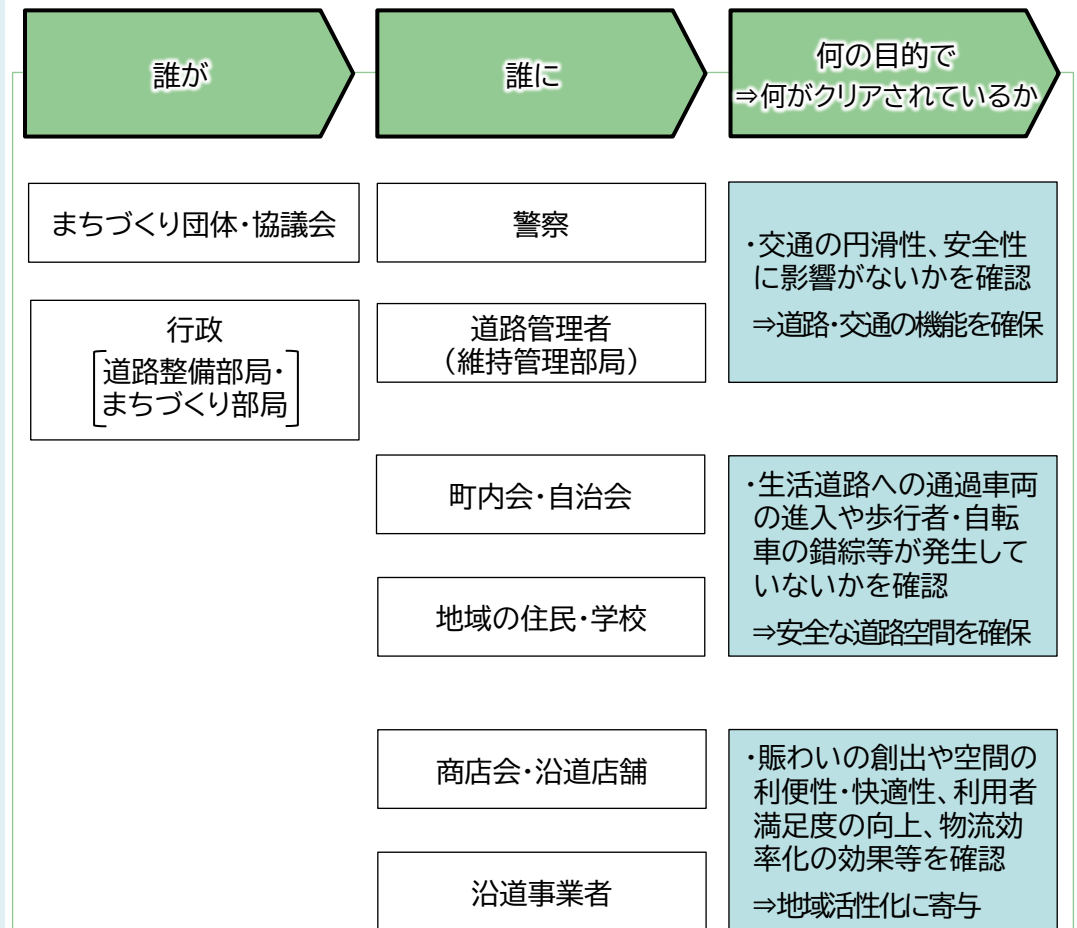 誰が
誰に
何の目的で
⇒何がクリアされているか
まちづくり団体・協議会
行政
道路整備部局・
まちづくり部局
警察
道路管理者
（維持管理部局）
町内会・自治会
地域の住民・学校
商店会・沿道店舗
沿道事業者
・交通の円滑性、安全性
に影響がないかを確認
⇒道路・交通の機能を確保
・生活道路への通過車両
の進入や歩行者・自転
車の錯綜等が発生して
いないかを確認
⇒安全な道路空間を確保
・賑わいの創出や空間の
利便性・快適性、利用者
満足度の向上、物流効
率化の効果等を確認
⇒地域活性化に寄与